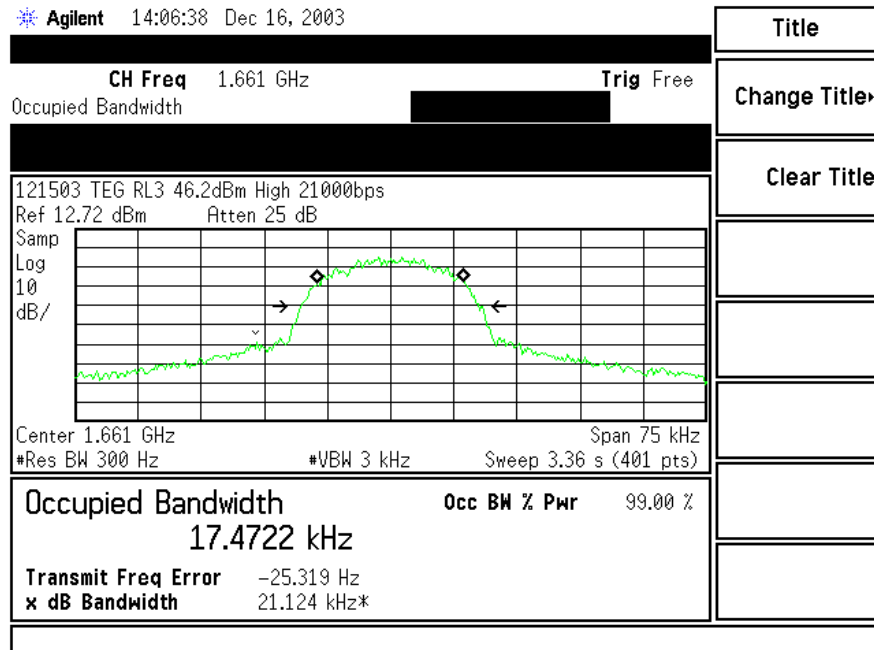 Agilent 14:06:38 Dec 16, 2003
CH Freq 1.661 GHz Trig Free
Occupied Bandwidth
121503 TEG RL3 46.2dBm High 21000bps
Ref 12.72 dBm Atten 25 dB
Samp
Log
10
dB/
Center 1.661 GHz Span 75 kHz
#Res BW 300 Hz #VBW 3 kHz Sweep 3.36 s (401 pts)
Occupied Bandwidth Occ BW % Pwr 99.00 %
17.4722 kHz
Transmit Freq Error -25.319 Hz
x dB Bandwidth 21.124 kHz*
Title
Change Title
Clear Title